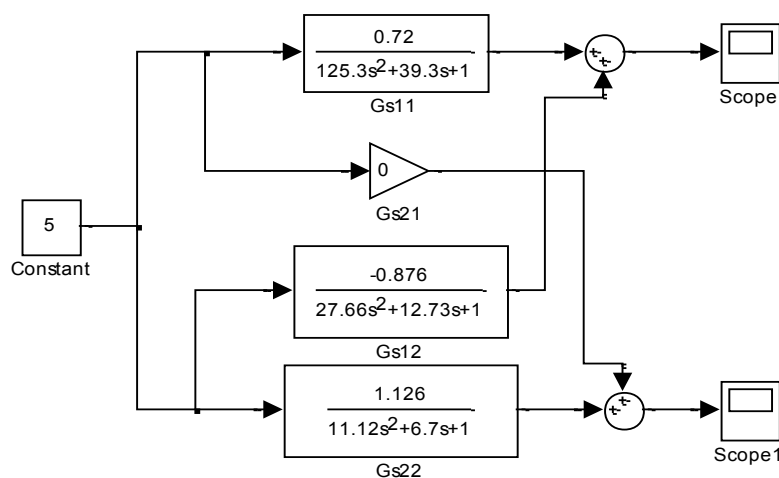 0.72
125.3s²+39.3s+1
Gs11
++
Scope
0
Gs21
5
Constant
-0.876
27.66s²+12.73s+1
Gs12
1.126
11.12s²+6.7s+1
Gs22
++
Scope1